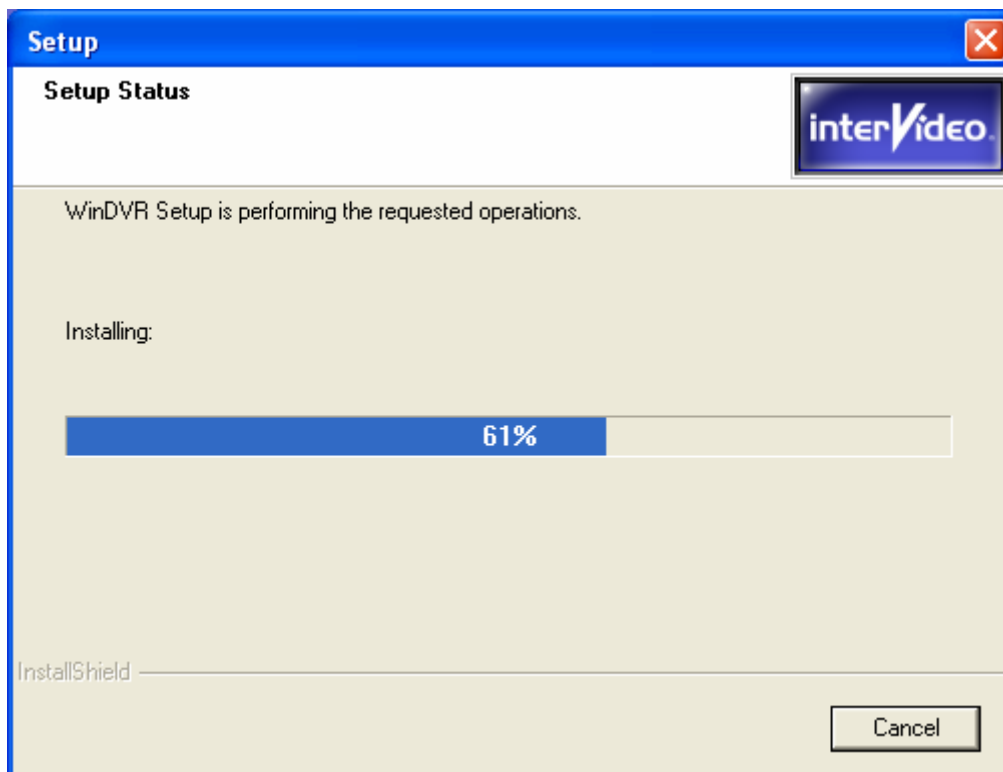 Setup
Setup Status
interVideo.
WinDVR Setup is performing the requested operations.
Installing:
61%
InstallShield
Cancel